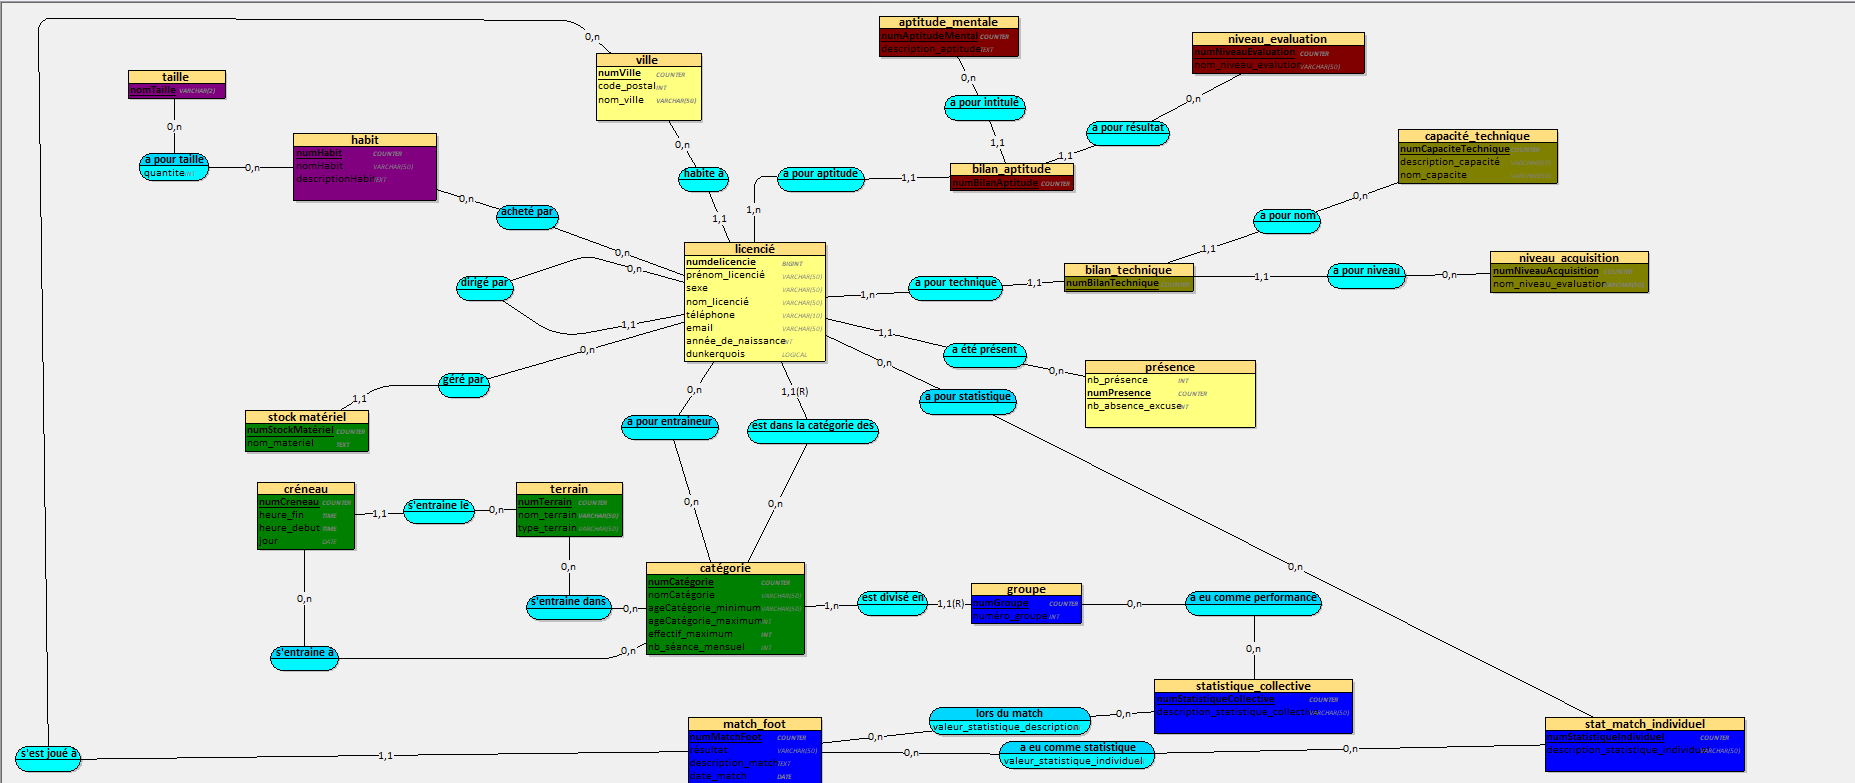 taille
nomTaille VARCHAR(2)
0,n
a pour taille
quantite INT
0,n
habit
numHabit COUNTER
nomHabit VARCHAR(50)
descriptionHabit TEXT
0,n
acheté par
0,n
ville
numVille COUNTER
code_postal INT
nom_ville VARCHAR(50)
0,n
0,n
habite à
1,1
aptitude_mentale
numAptitudeMental COUNTER
description_aptitude TEXT
0,n
a pour intitulé
1,1
niveau_evaluation
numNiveauEvaluation COUNTER
nom_niveau_evaluation VARCHAR(50)
0,n
a pour résultat
1,1
bilan_aptitude
numBilanAptitude COUNTER
1,1
a pour aptitude
1,n
capacité_technique
numCapaciteTechnique
description_capacité
nom_capacite
0,n
a pour nom
1,1
bilan_technique
numBilanTechnique COUNTER
1,1
a pour niveau
0,n
niveau_acquisition
numNiveauAcquisition COUNTER
nom_niveau_evaluation
licencié
numdelicencie BIGINT
prénom_licencié VARCHAR(50)
sexe VARCHAR(50)
nom_licencié VARCHAR(50)
téléphone VARCHAR(10)
email VARCHAR(50)
année_de_naissance INT
dunkerquois LOGICAL
1,n
a pour technique
1,1
0,n
dirigé par
1,1
0,n
géré par
1,1
stock matériel
numStockMatériel COUNTER
nom_materiel TEXT
1,1
a été présent
0,n
présence
nb_présence INT
numPresence COUNTER
nb_absence_excuse INT
0,n
a pour statistique
0,n
0,n
a pour entraineur
0,n
1,1(R)
est dans la catégorie des
0,n
créneau
numCreneau COUNTER
heure_fin TIME
heure_debut TIME
jour DATE
1,1
s'entraine le
0,n
terrain
numTerrain COUNTER
nom_terrain VARCHAR(50)
type_terrain VARCHAR(50)
0,n
s'entraine dans
0,n
0,n
s'entraine à
0,n
catégorie
numCatégorie COUNTER
nomCatégorie VARCHAR(50)
ageCatégorie_minimum VARCHAR(50)
ageCatégorie_maximum INT
effectif_maximum INT
nb_séance_mensuel INT
1,n
est divisé en
1,1(R)
groupe
numGroupe COUNTER
numéro_groupe INT
0,n
a eu comme performance
0,n
statistique_collective
numStatistiqueCollective COUNTER
description_statistique_collecti VARCHAR(50)
0,n
lors du match
valeur_statistique_description
0,n
match_foot
numMatchFoot COUNTER
résultat VARCHAR(50)
description_match TEXT
date_match DATE
0,n
a eu comme statistique
valeur_statistique_individuel
0,n
stat_match_individuel
numStatistiqueIndividuel COUNTER
description_statistique_individu VARCHAR(50)
s'est joué à
1,1